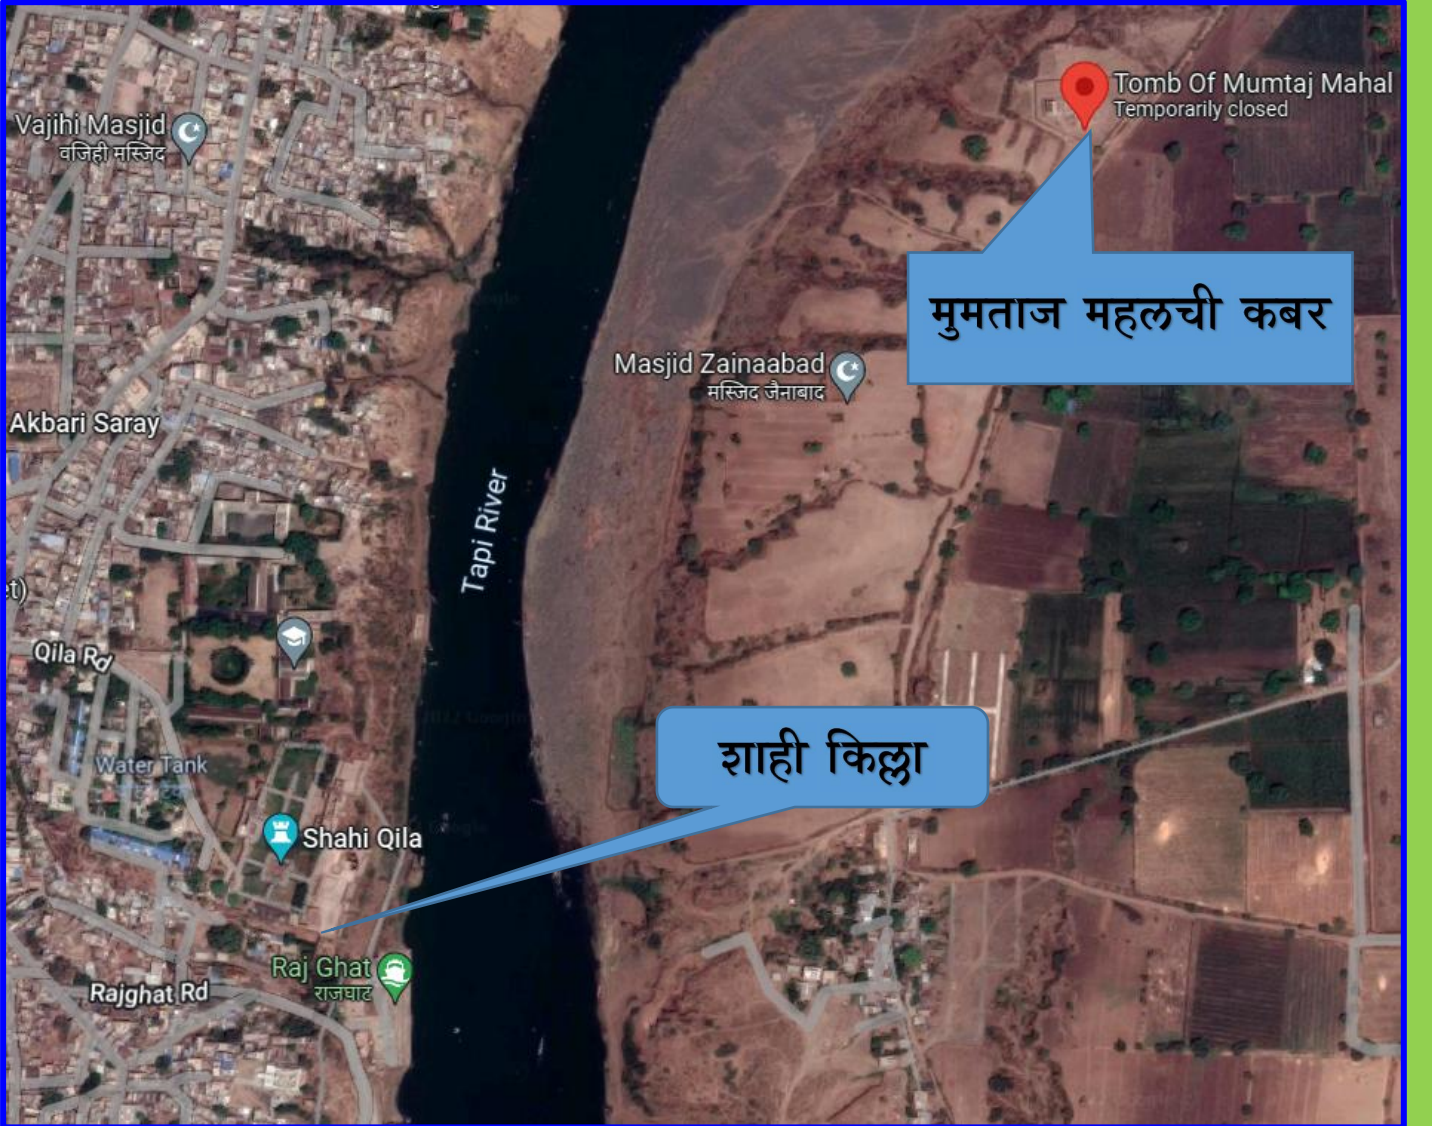 Tomb Of Mumtaj Mahal
Temporarily closed
Vajihi Masjid
वजिही मस्जिद
मुमताज महलची कबर
Masjid Zainaabad
मस्जिद जैनाबाद
Akbari Saray
Tapi River
et)
Qila Rd
शाही किल्ला
Water Tank
Shahi Qila
Raj Ghat
राजघाट
Rajghat Rd